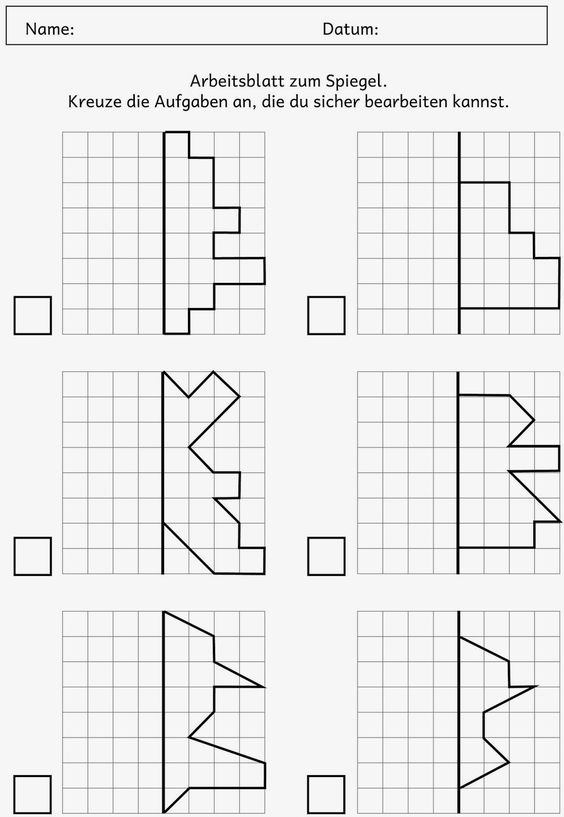 Name:
Datum:
Arbeitsblatt zum Spiegel.
Kreuze die Aufgaben an, die du sicher bearbeiten kannst.